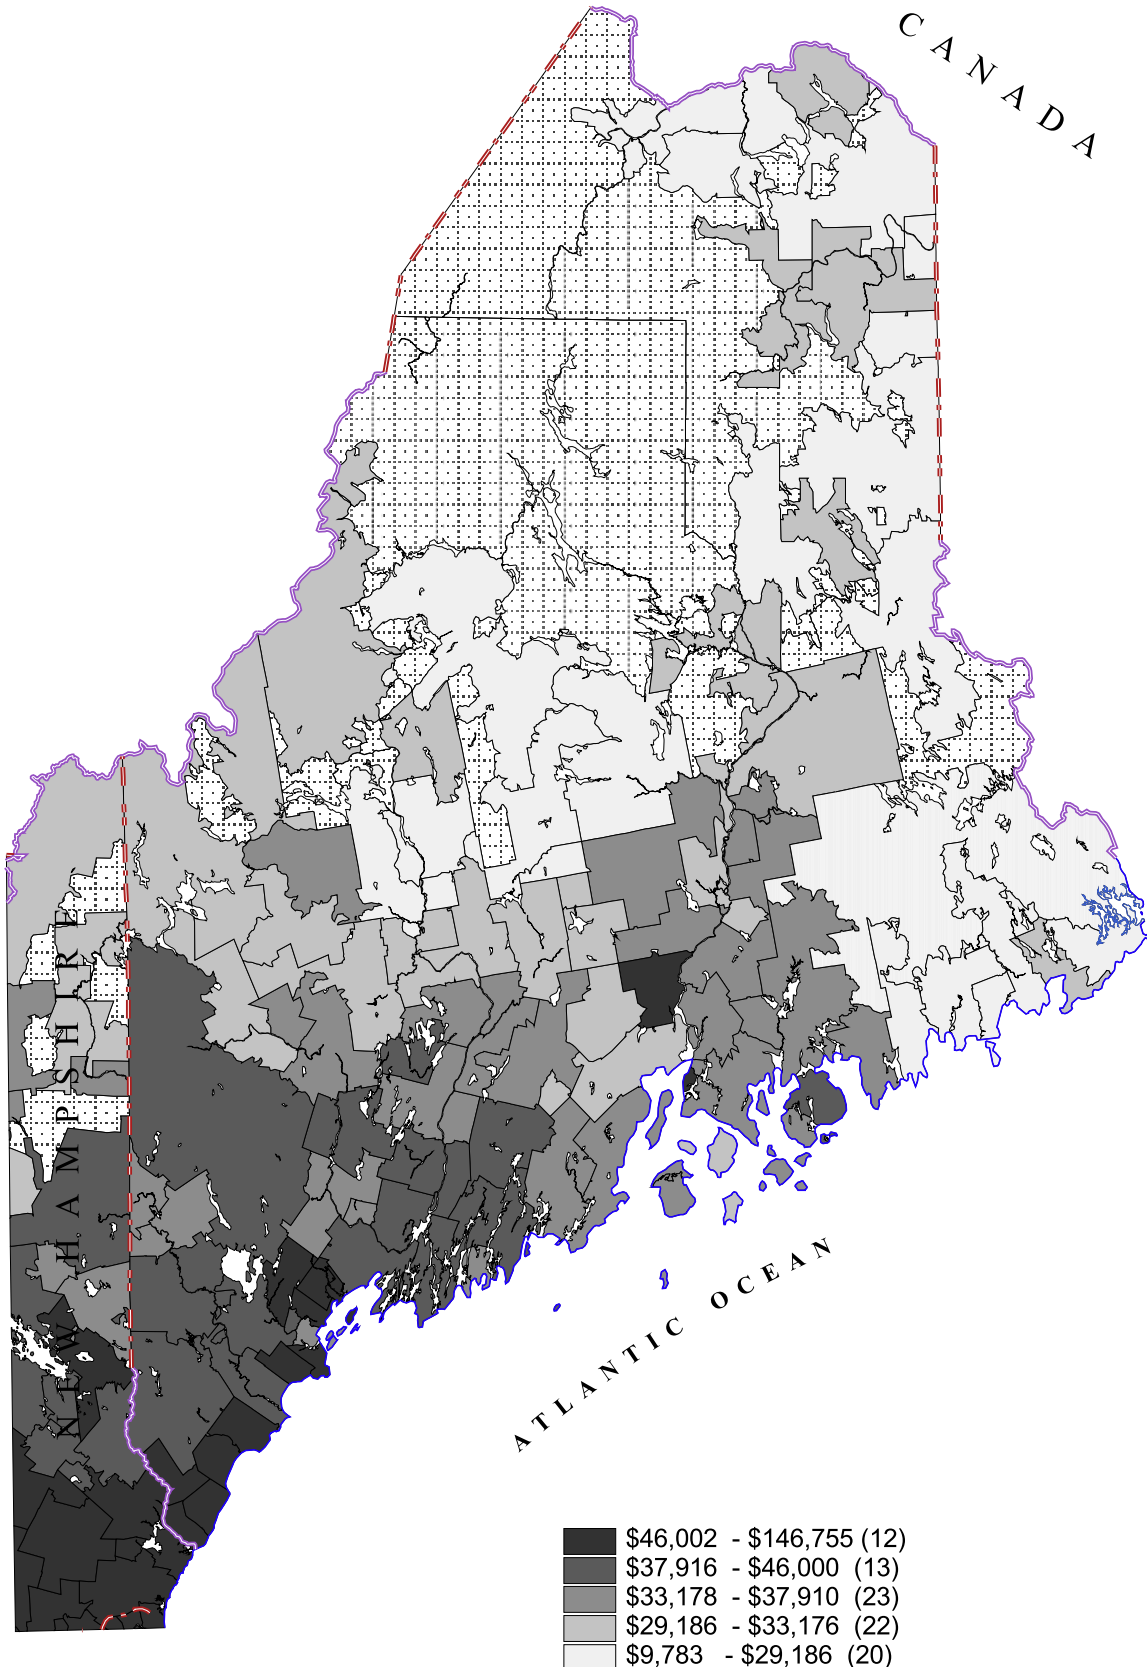 CANADA
NEW HAMPSHIRE
ATLANTIC OCEAN
$46,002 - $146,755 (12)
$37,916 - $46,000 (13)
$33,178 - $37,910 (23)
$29,186 - $33,176 (22)
$9,783 - $29,186 (20)